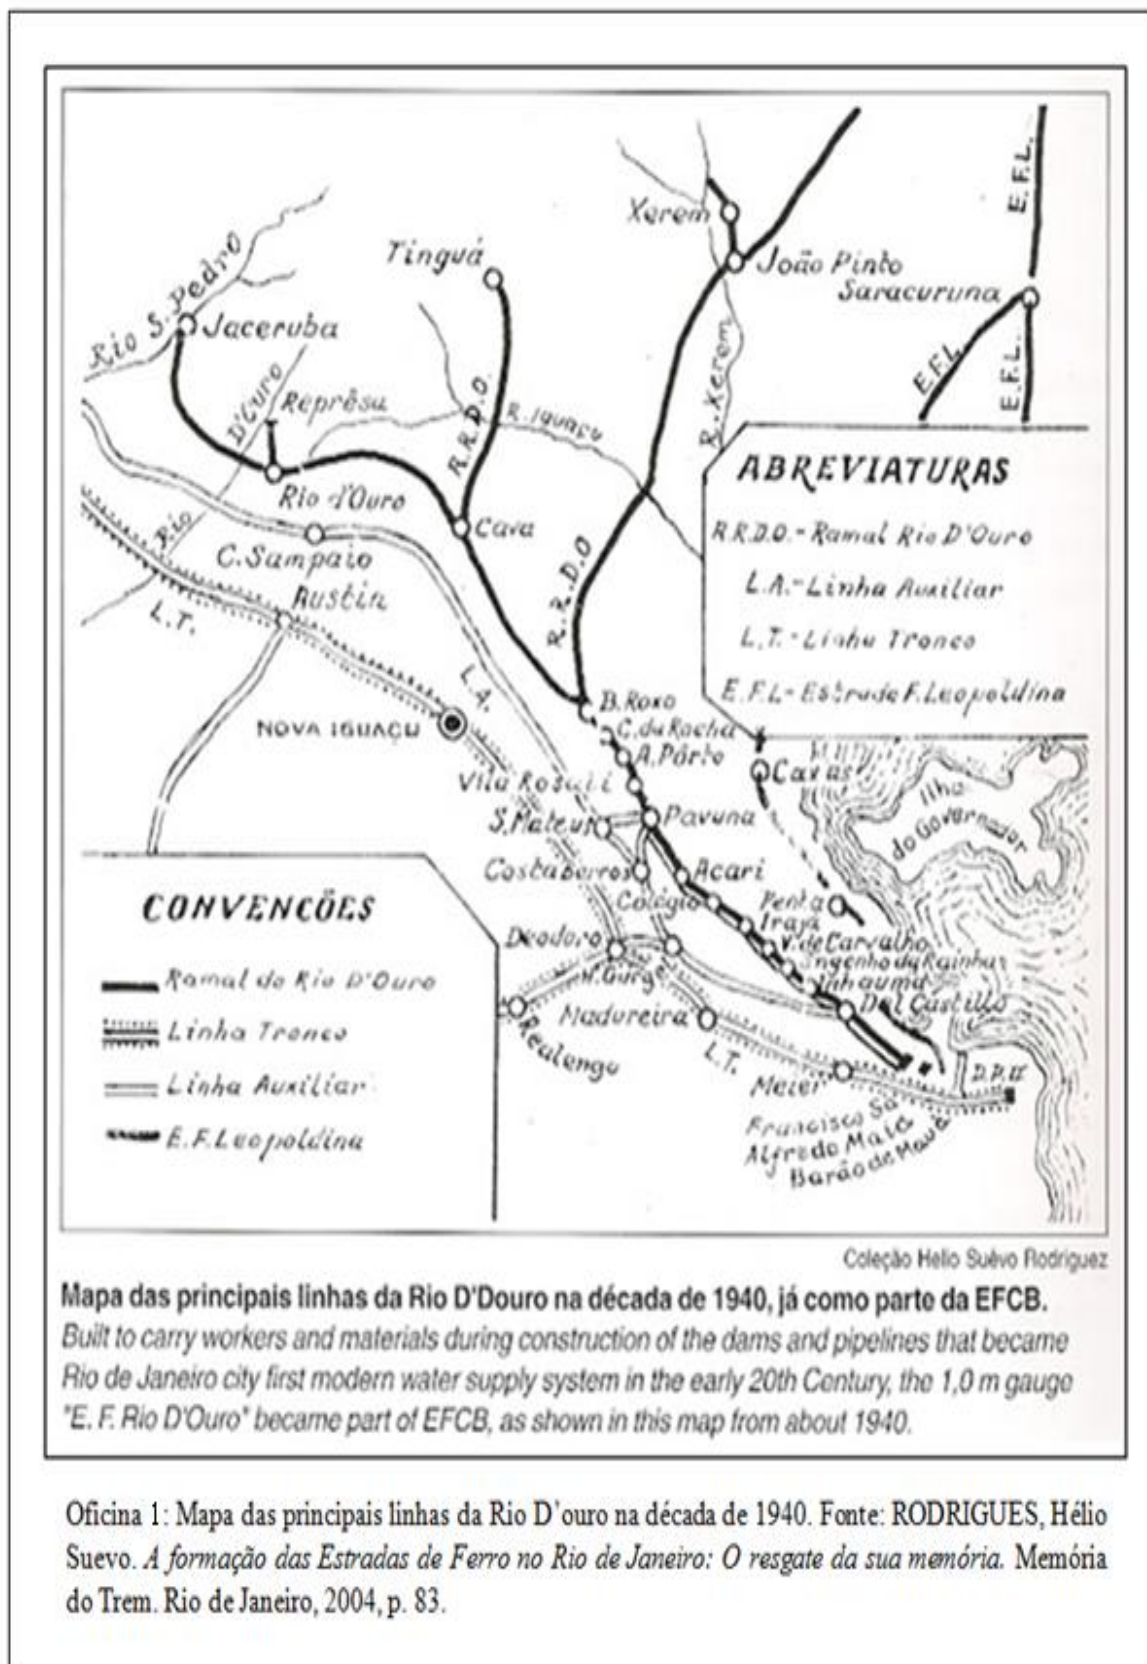 Xerem
Tinguá
João Pinto
Saracuruna
E.F.L.
Rio S. Pedro
Jaceruba
E.F.L.
E.F.L.
D'Ouro
Reprêsa
R.R.D.O.
R. Iguaçu
R. Xerem
ABREVIATURAS
R.R.D.O.- Ramal Rio D'Ouro
L.A.- Linha Auxiliar
L.T.- Linha Tronco
E.F.L- Estrada F. Leopoldina
Rio d'Ouro
Cava
Rio
C. Sampaio
Austin
L.T.
R.R.D.O
L.A.
NOVA IGUAÇU
B. Roxo
C. da Rocha
A. Pôrto
Vila Rosali
Caxias
Ilha
do Governador
S. Mateus
Pavuna
Costabarros
Acari
Colégio
Penha
Irajá
Deodoro
V. de Carvalho
Engenho da Rainha
Inhauma
Del Castillo
Madureira
Realengo
L.T.
Meier
D.P.II
Francisco Sá
Alfredo Maia
Barão de Mauá
CONVENCÕES
Ramal do Rio D'Ouro
Linha Tronco
Linha Auxiliar
E.F. Leopoldina
Coleção Helio Suêvo Rodriguez
Mapa das principais linhas da Rio D'Douro na década de 1940, já como parte da EFCB.
Built to carry workers and materials during construction of the dams and pipelines that became
Rio de Janeiro city first modern water supply system in the early 20th Century, the 1,0 m gauge
"E. F. Rio D'Ouro" became part of EFCB, as shown in this map from about 1940.
Oficina 1: Mapa das principais linhas da Rio D'ouro na década de 1940. Fonte: RODRIGUES, Hélio
Suevo. A formação das Estradas de Ferro no Rio de Janeiro: O resgate da sua memória. Memória
do Trem. Rio de Janeiro, 2004, p. 83.